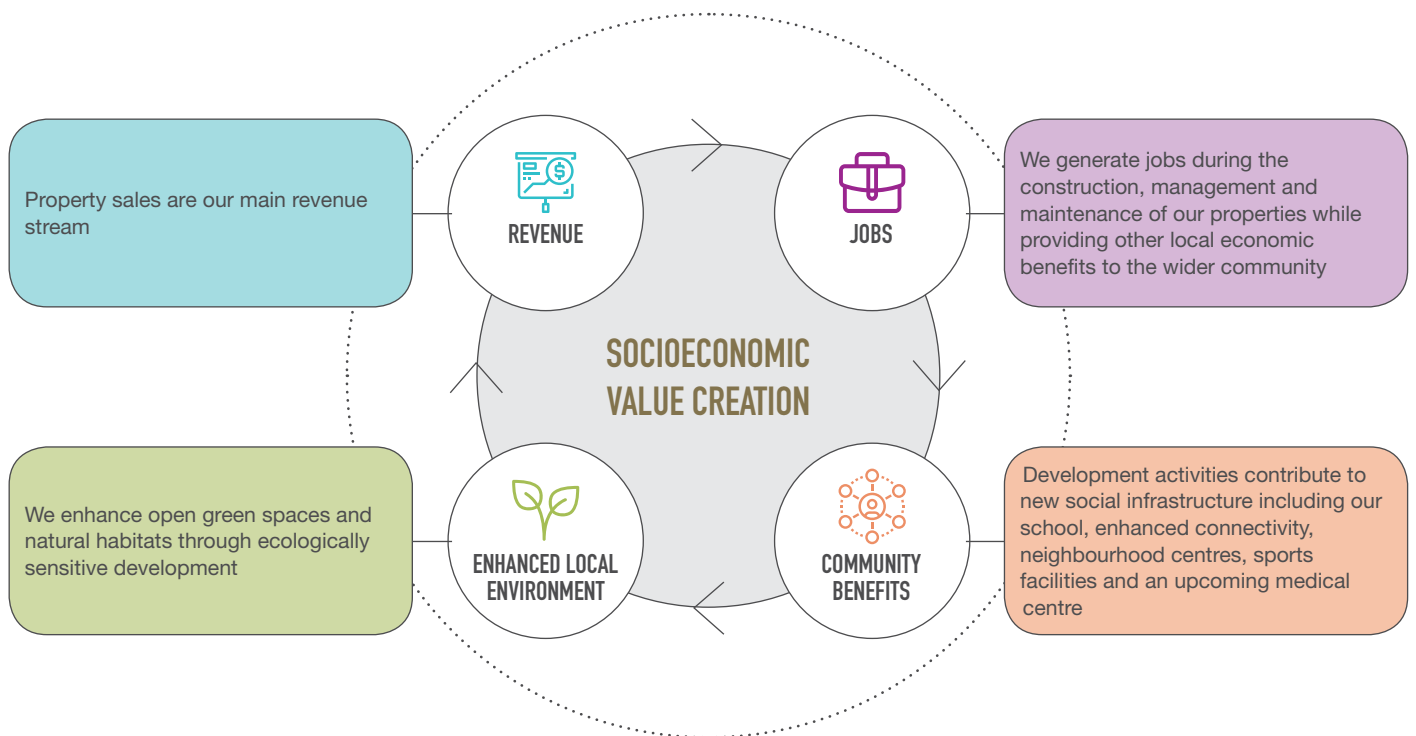 Property sales are our main revenue
stream
REVENUE
JOBS
We generate jobs during the
construction, management and
maintenance of our properties while
providing other local economic
benefits to the wider community
SOCIOECONOMIC
VALUE CREATION
We enhance open green spaces and
natural habitats through ecologically
sensitive development
ENHANCED LOCAL
ENVIRONMENT
COMMUNITY
BENEFITS
Development activities contribute to
new social infrastructure including our
school, enhanced connectivity,
neighbourhood centres, sports
facilities and an upcoming medical
centre